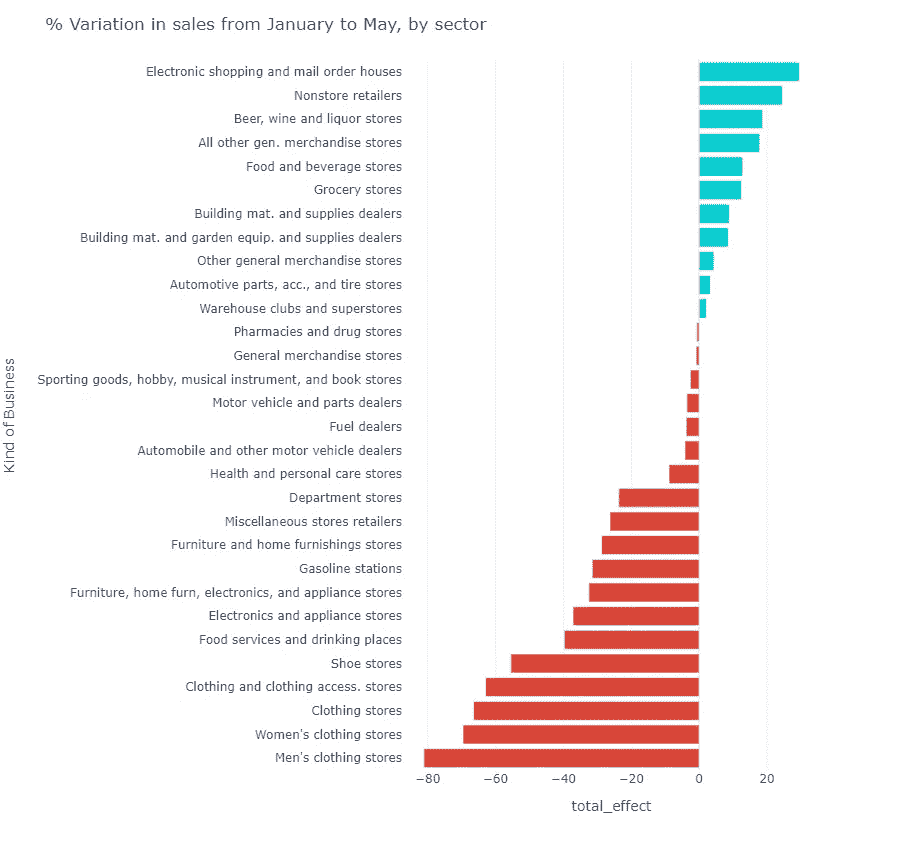 % Variation in sales from January to May, by sector
Electronic shopping and mail order houses
Nonstore retailers
Beer, wine and liquor stores
All other gen. merchandise stores
Food and beverage stores
Grocery stores
Building mat. and supplies dealers
Building mat. and garden equip. and supplies dealers
Other general merchandise stores
Automotive parts, acc., and tire stores
Warehouse clubs and superstores
Pharmacies and drug stores
General merchandise stores
Sporting goods, hobby, musical instrument, and book stores
Motor vehicle and parts dealers
Fuel dealers
Automobile and other motor vehicle dealers
Health and personal care stores
Department stores
Miscellaneous stores retailers
Furniture and home furnishings stores
Gasoline stations
Furniture, home furn, electronics, and appliance stores
Electronics and appliance stores
Food services and drinking places
Shoe stores
Clothing and clothing access. stores
Clothing stores
Women's clothing stores
Men's clothing stores
Kind of Business
−80 −60 −40 −20 0 20
total_effect